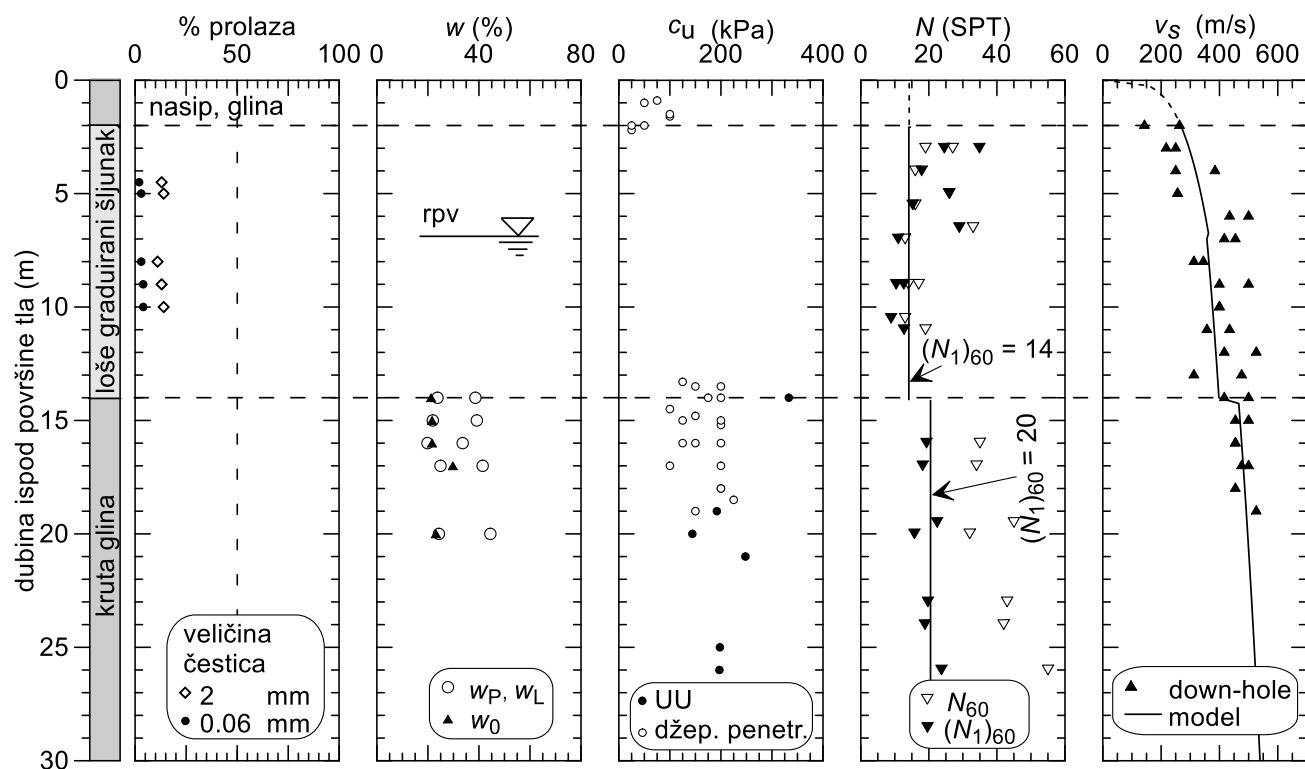 % prolaza
w (%)
cu (kPa)
N (SPT)
vs (m/s)
0 50 100
0 40 80
0 200 400
0 20 40 60
0 200 400 600
dubina ispod površine tla (m)
0
5
10
15
20
25
30
loše graduirani šljunak
kruta glina
nasip, glina
rpv
(N1)60 = 14
(N1)60 = 20
veličina
čestica
2 mm
0.06 mm
wP, wL
w0
UU
džep. penetr.
N60
(N1)60
down-hole
model